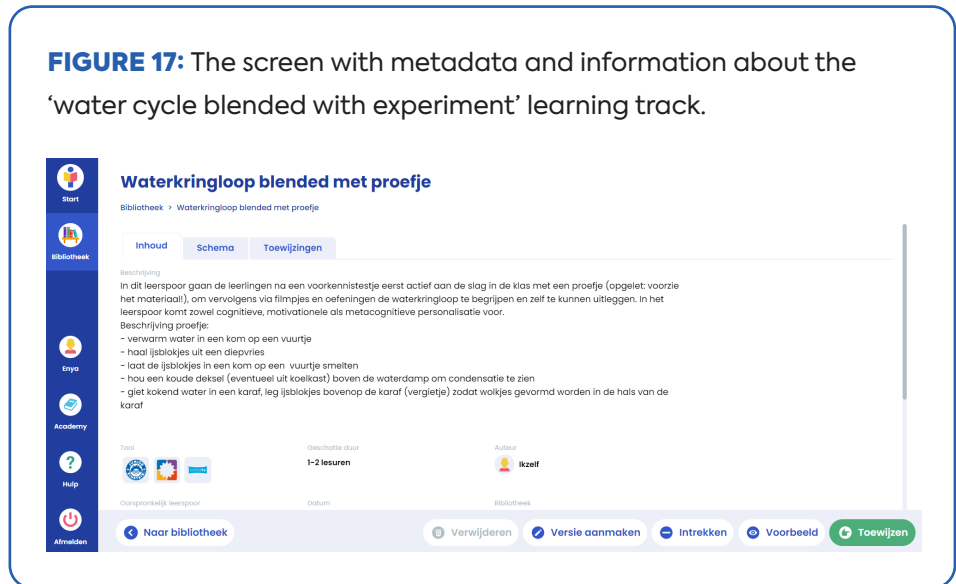 FIGURE 17: The screen with metadata and information about the
‘water cycle blended with experiment’ learning track.
Start
Bibliotheek
Enya
Academy
Hulp
Afmelden
Waterkringloop blended met proefje
Bibliotheek > Waterkringloop blended met proefje
Inhoud Schema Toewijzingen
Beschrijving
In dit leerspoor gaan de leerlingen na een voorkennistestje eerst actief aan de slag in de klas met een proefje (opgelet: voorzie
het materiaal!), om vervolgens via filmpjes en oefeningen de waterkringloop te begrijpen en zelf te kunnen uitleggen. In het
leerspoor komt zowel cognitieve, motivationele als metacognitieve personalisatie voor.
Beschrijving proefje:
- verwarm water in een kom op een vuurtje
- haal ijsblokjes uit een diepvries
- laat de ijsblokjes in een kom op een vuurtje smelten
- hou een koude deksel (eventueel uit koelkast) boven de waterdamp om condensatie te zien
- giet kokend water in een karaf, leg ijsblokjes bovenop de karaf (vergietje) zodat wolkjes gevormd worden in de hals van de
karaf
Tool Geschatte duur Auteur
1-2 lesuren Ikzelf
Oorspronkelijk leerspoor Datum Bibliotheek
Naar bibliotheek Verwijderen Versie aanmaken Intrekken Voorbeeld Toewijzen